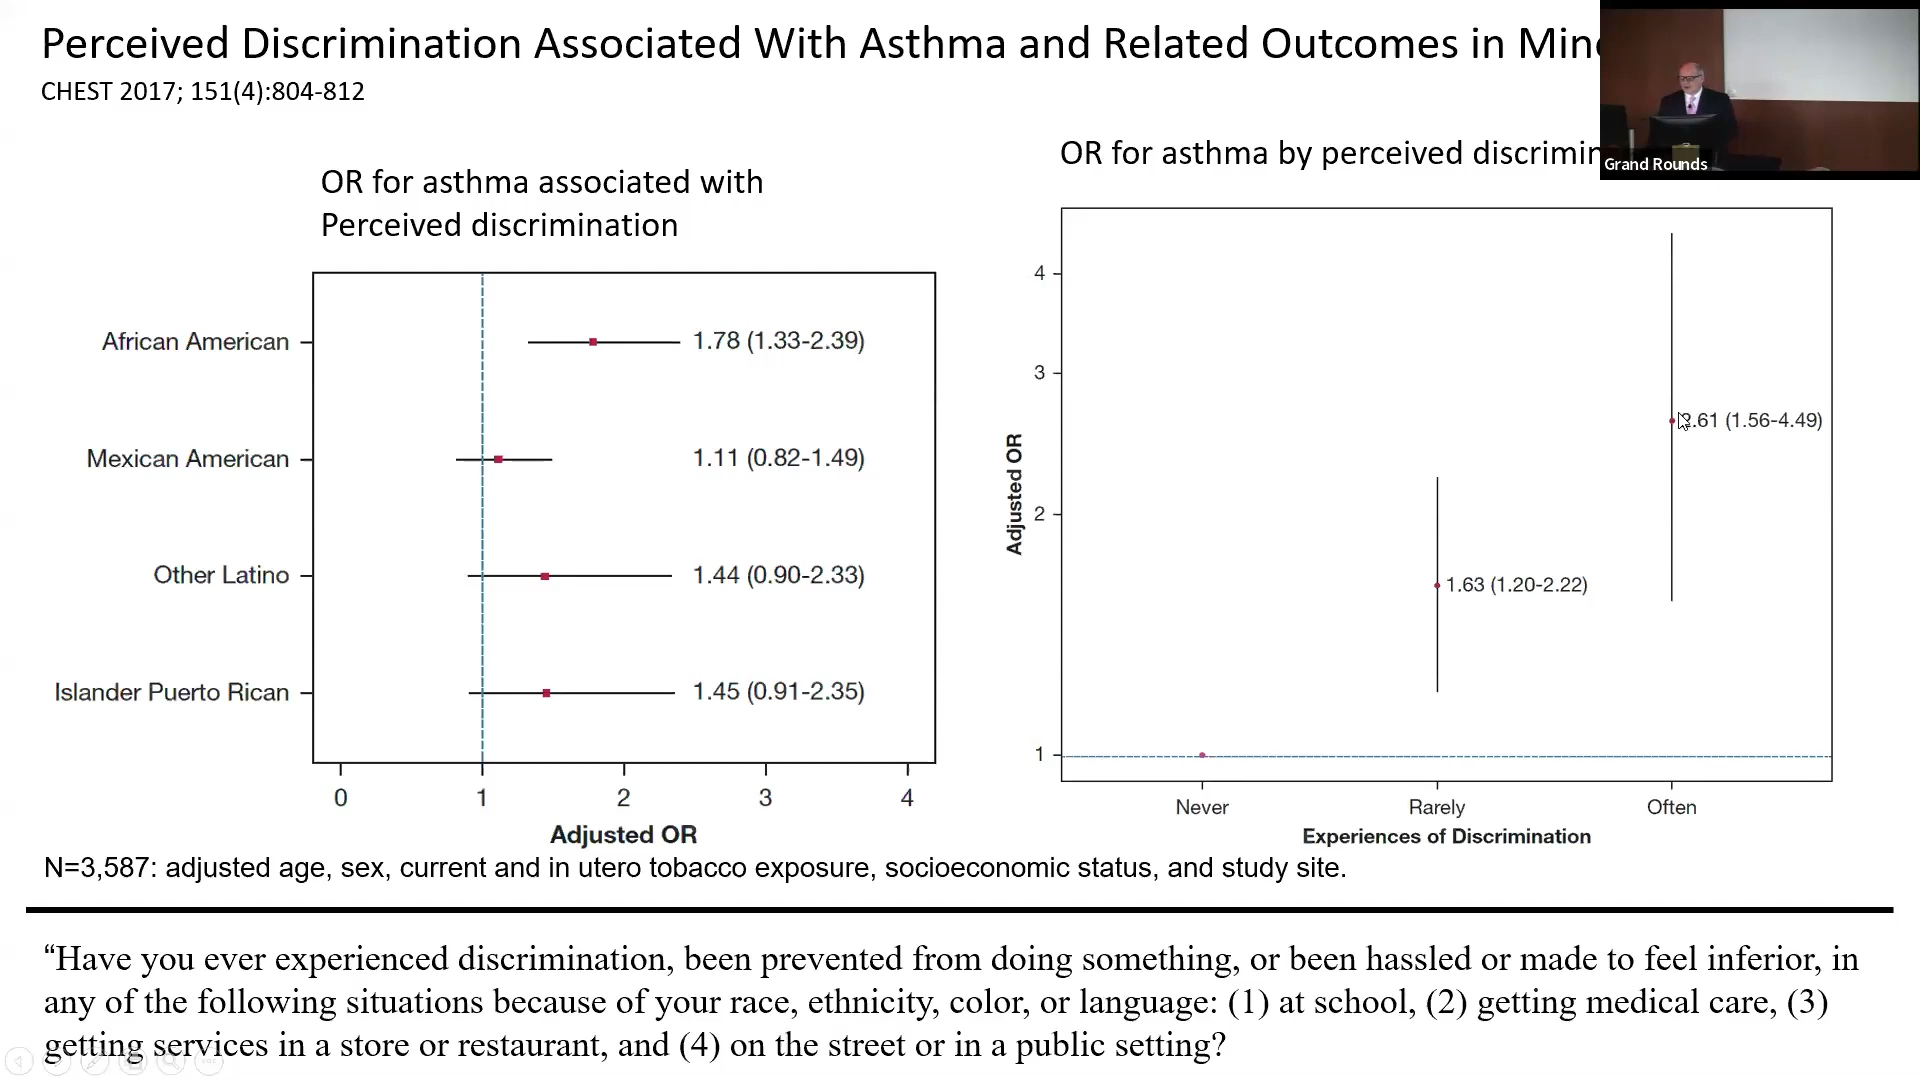 Perceived Discrimination Associated With Asthma and Related Outcomes in
CHEST 2017; 151(4):804-812
Grand Rounds
OR for asthma associated with
Perceived discrimination
African American
1.78 (1.33-2.39)
Mexican American
1.11 (0.82-1.49)
Other Latino
1.44 (0.90-2.33)
Islander Puerto Rican
1.45 (0.91-2.35)
0 1 2 3 4
Adjusted OR
OR for asthma by perceived
4
3
2
1
Adjusted OR
.61 (1.56-4.49)
1.63 (1.20-2.22)
Never Rarely Often
Experiences of Discrimination
N=3,587: adjusted age, sex, current and in utero tobacco exposure, socioeconomic status, and study site.
“Have you ever experienced discrimination, been prevented from doing something, or been hassled or made to feel inferior, in
any of the following situations because of your race, ethnicity, color, or language: (1) at school, (2) getting medical care, (3)
getting services in a store or restaurant, and (4) on the street or in a public setting?